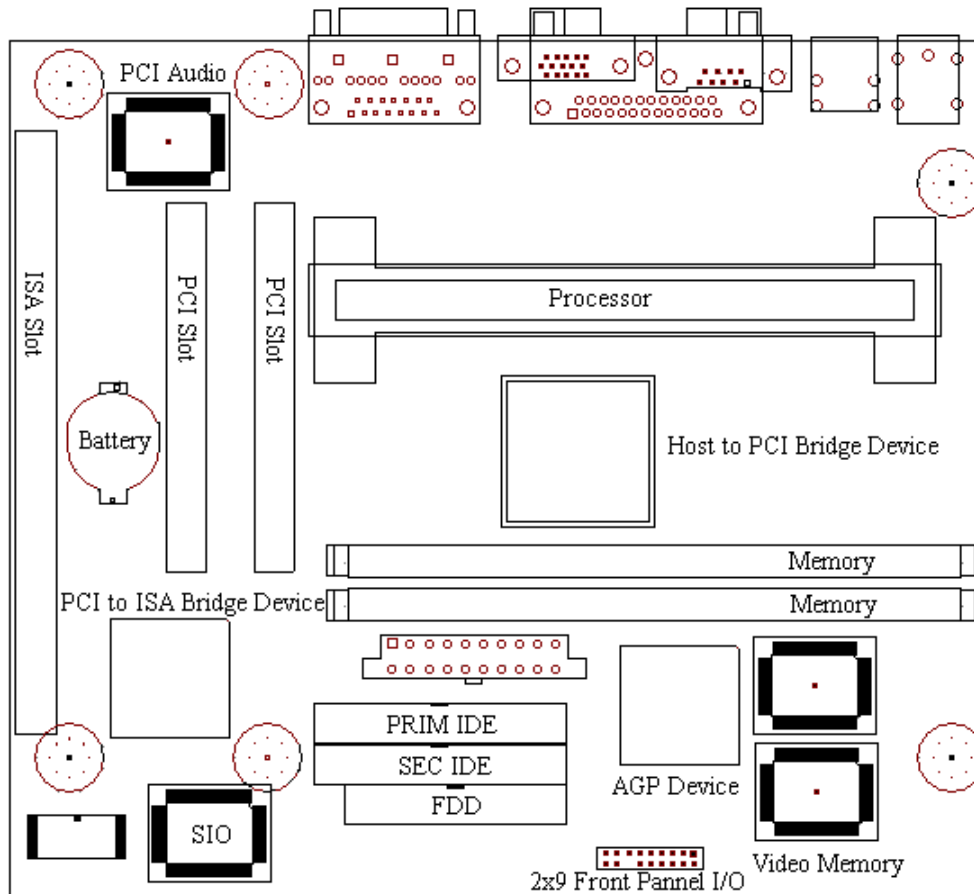 PCI Audio
ISA Slot
PCI Slot
PCI Slot
Processor
Battery
Host to PCI Bridge Device
Memory
PCI to ISA Bridge Device
Memory
PRIM IDE
SEC IDE
AGP Device
FDD
SIO
Video Memory
2x9 Front Pannel I/O